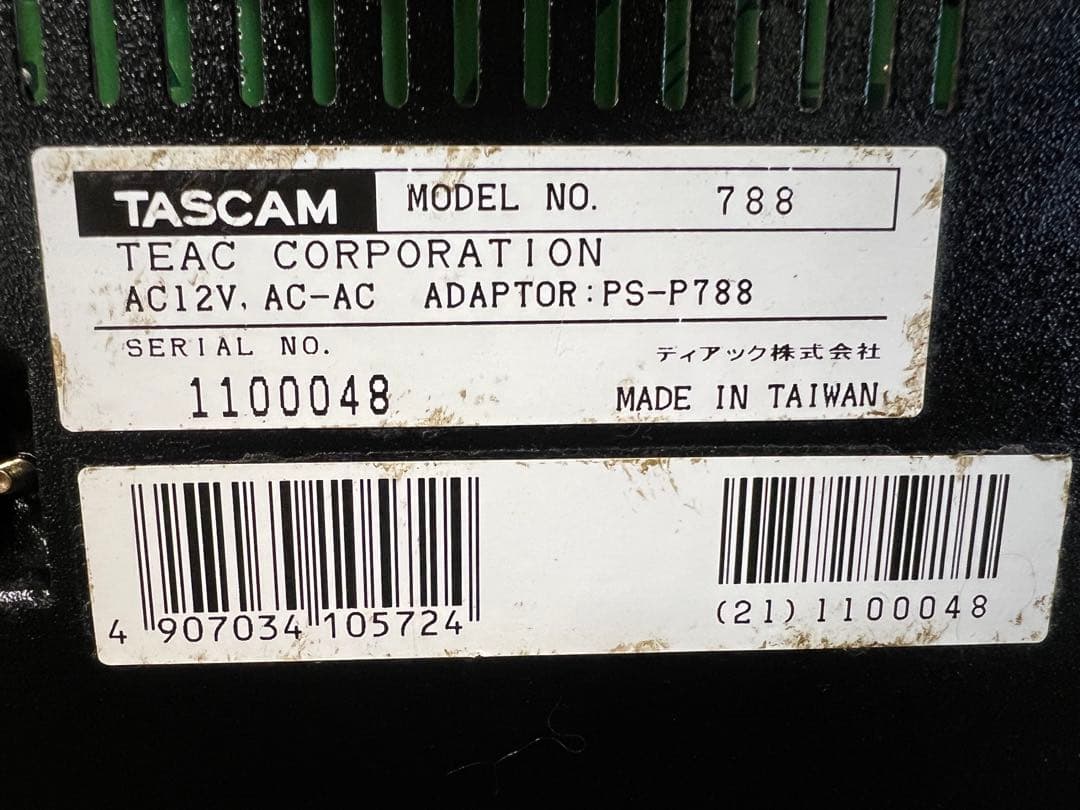 TASCAM MODEL NO. 788
TEAC CORPORATION
AC12V, AC-AC ADAPTOR:PS-P788
SERIAL NO.
1100048
ティアック株式会社
MADE IN TAIWAN
4 907034 105724
(21) 1100048